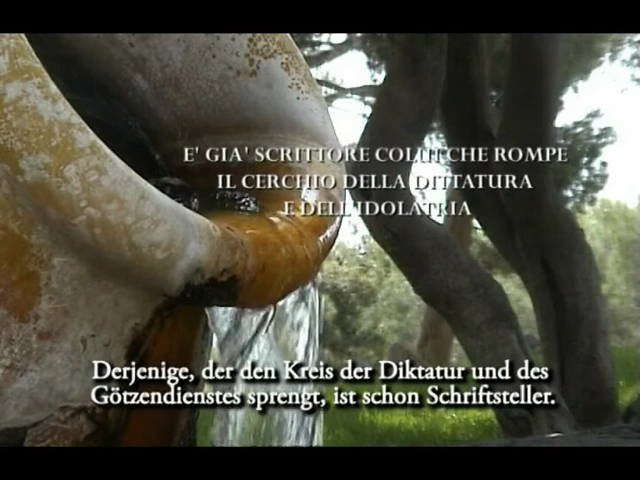 E' GIA' SCRITTORE COLUI CHE ROMPE
IL CERCHIO DELLA DITTATURA
E DELL'IDOLATRIA
Derjenige, der den Kreis der Diktatur und des
Götzendienstes sprengt, ist schon Schriftsteller.